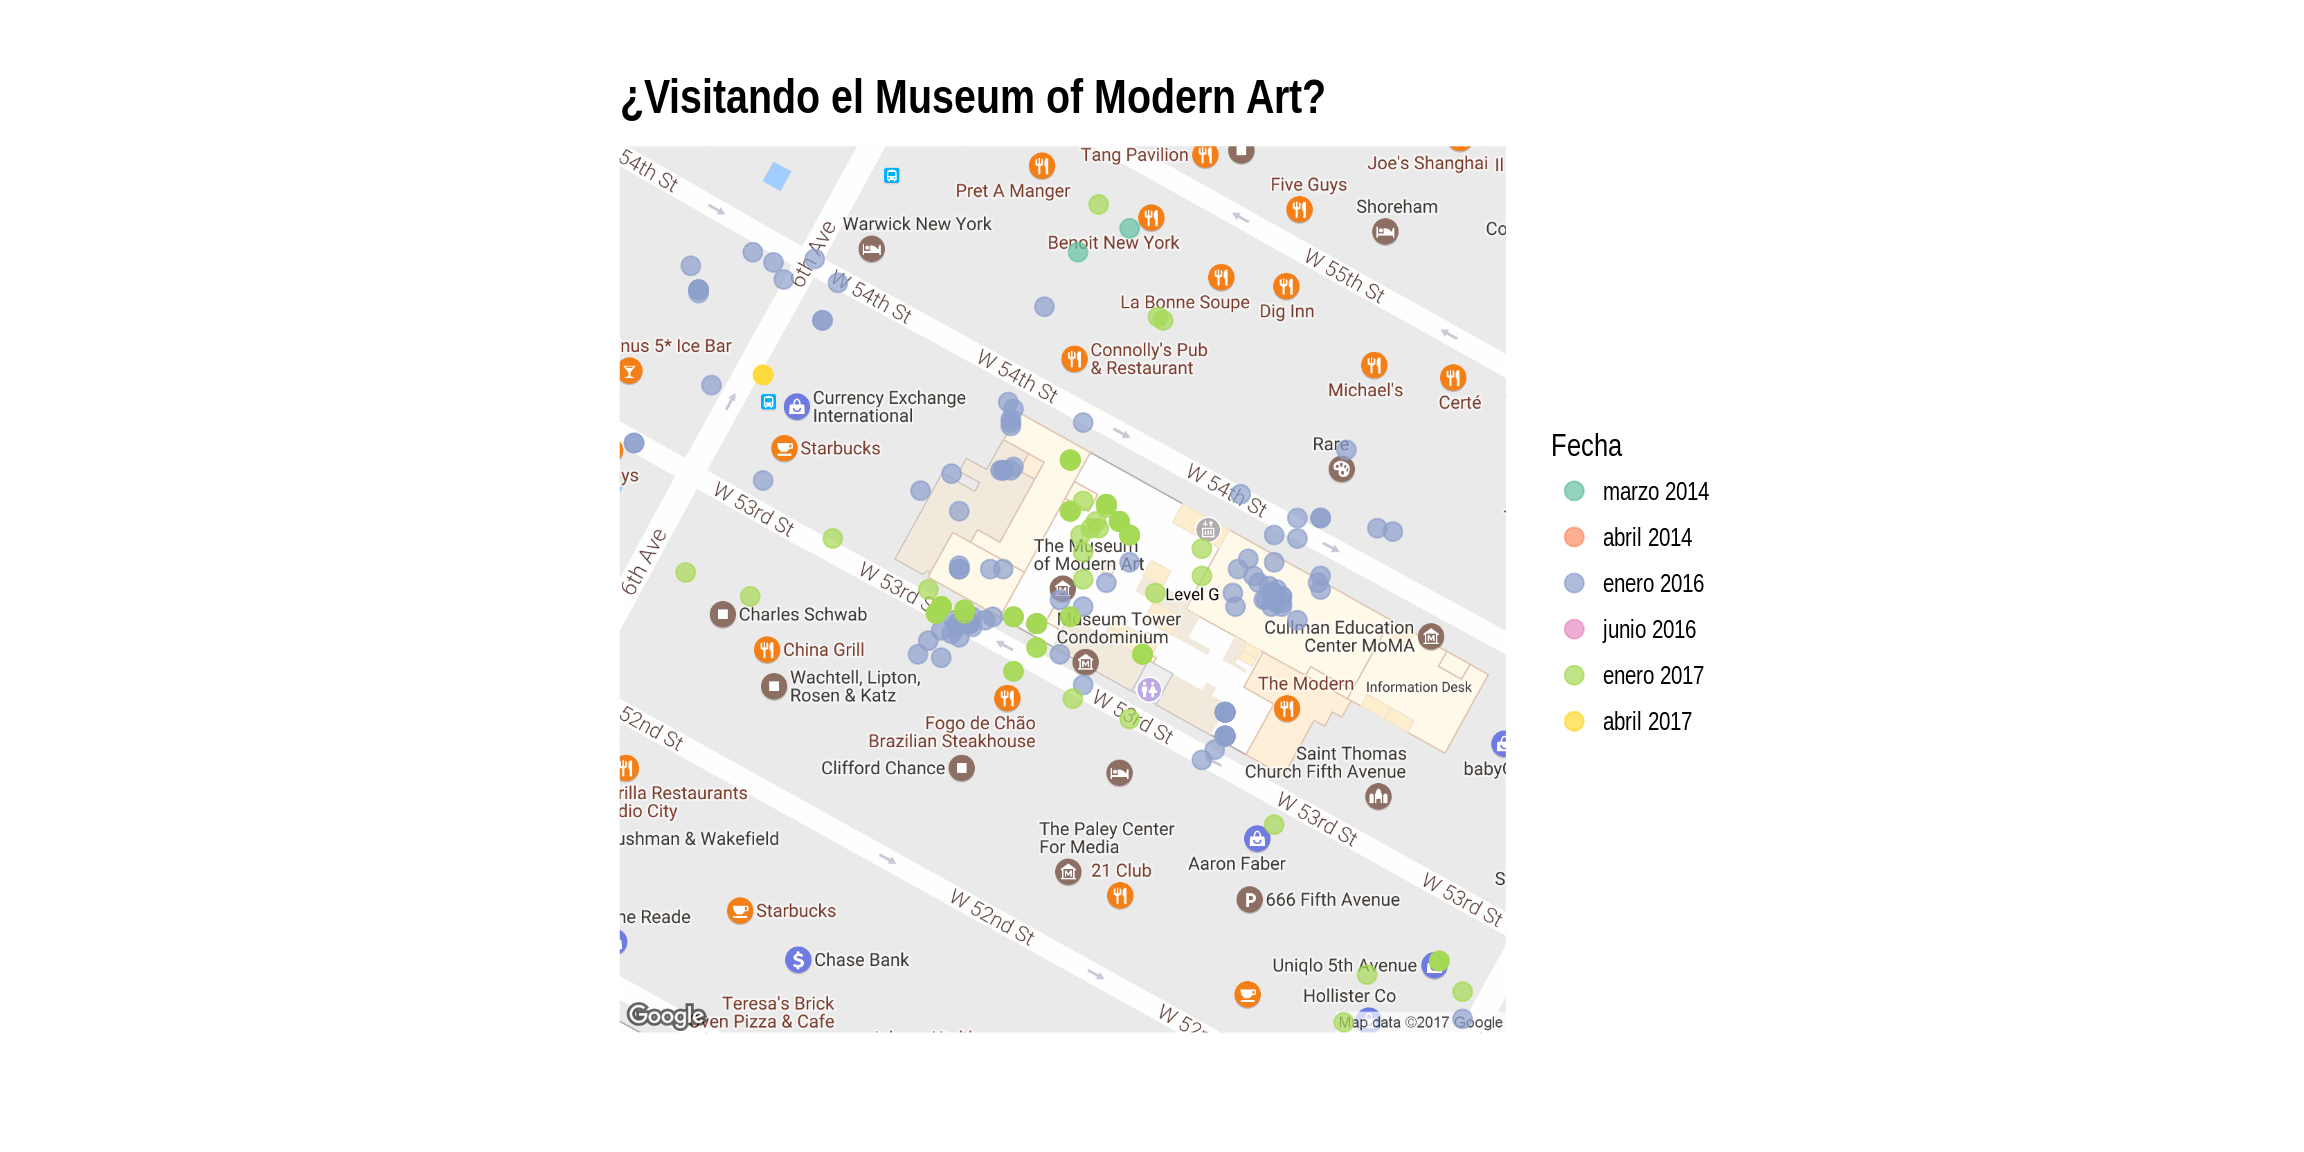 ¿Visitando el Museum of Modern Art?
54th St
Tang Pavilion
Joe's Shanghai II
Pret A Manger
Five Guys
Shoreham
Warwick New York
Co
Benoit New York
6th Ave
W 54th St
W 55th St
La Bonne Soupe
Dig Inn
nus 5* Ice Bar
Connolly's Pub
& Restaurant
W 54th St
Michael's
Certé
Currency Exchange
International
Starbucks
Rare
ys
W 53rd St
W 54th St
The Museum
of Modern Art
6th Ave
W 53rd S
Level G
Charles Schwab
Museum Tower
Condominium
Cullman Education
Center MoMA
China Grill
Wachtell, Lipton,
Rosen & Katz
The Modern
Information Desk
52nd St
W 53rd St
Fogo de Chão
Brazilian Steakhouse
Clifford Chance
Saint Thomas
Church Fifth Avenue
baby
rilla Restaurants
dio City
W 53rd St
The Paley Center
For Media
ushman & Wakefield
Aaron Faber
21 Club
W 53rd St
S
666 Fifth Avenue
ne Reade
Starbucks
W 52nd St
Chase Bank
Uniqlo 5th Avenue
Hollister Co
Teresa's Brick
Oven Pizza & Cafe
W 52
Google
Map data ©2017 Google
Fecha
marzo 2014
abril 2014
enero 2016
junio 2016
enero 2017
abril 2017